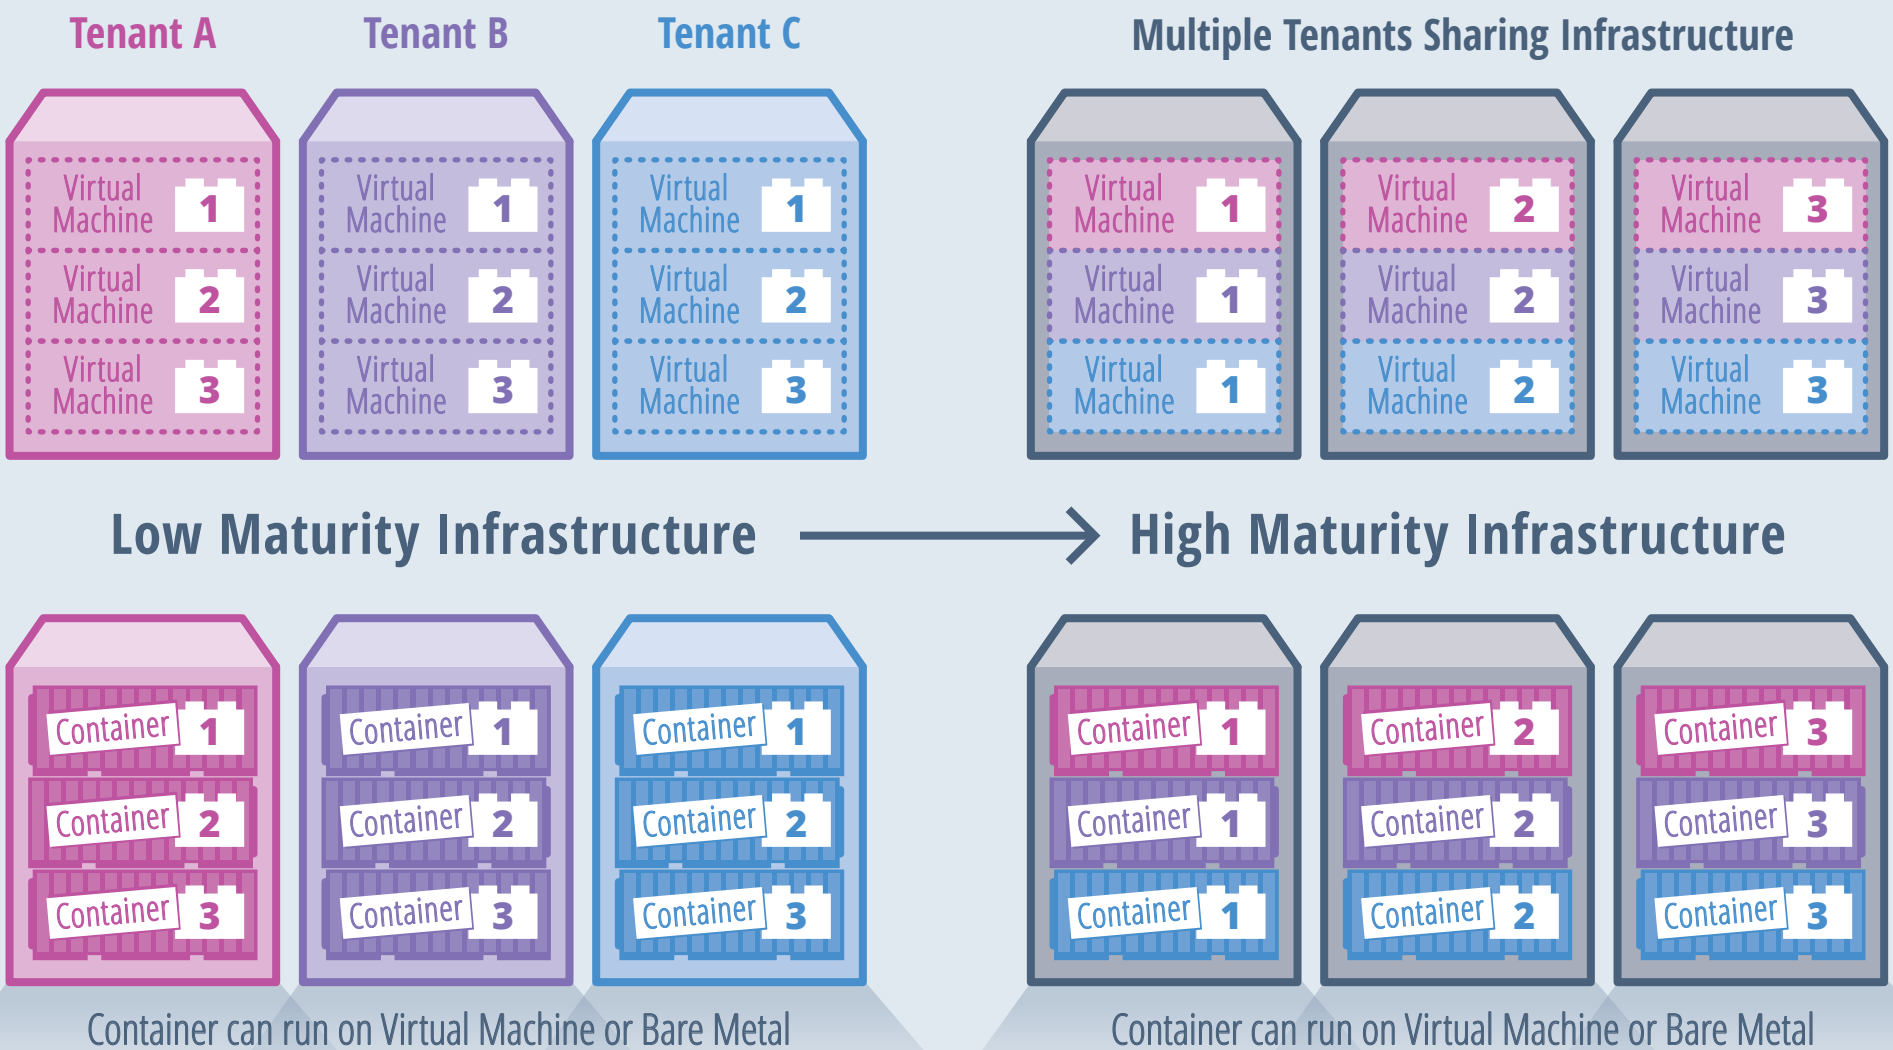 Tenant A
Tenant B
Tenant C
Multiple Tenants Sharing Infrastructure
Virtual
Machine
1
Virtual
Machine
2
Virtual
Machine
3
Virtual
Machine
1
Virtual
Machine
2
Virtual
Machine
3
Virtual
Machine
1
Virtual
Machine
2
Virtual
Machine
3
Virtual
Machine
1
Virtual
Machine
1
Virtual
Machine
1
Virtual
Machine
2
Virtual
Machine
2
Virtual
Machine
2
Virtual
Machine
3
Virtual
Machine
3
Virtual
Machine
3
Low Maturity Infrastructure
High Maturity Infrastructure
Container 1
Container 2
Container 3
Container 1
Container 2
Container 3
Container 1
Container 2
Container 3
Container 1
Container 1
Container 1
Container 2
Container 2
Container 2
Container 3
Container 3
Container 3
Container can run on Virtual Machine or Bare Metal
Container can run on Virtual Machine or Bare Metal